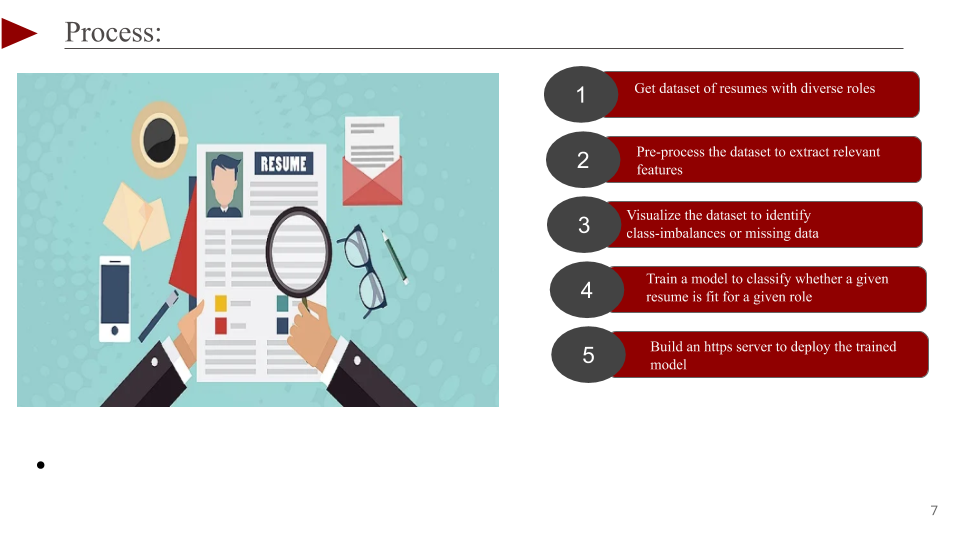 Process:
RESUME
1
Get dataset of resumes with diverse roles
2
Pre-process the dataset to extract relevant
features
3
Visualize the dataset to identify
class-imbalances or missing data
4
Train a model to classify whether a given
resume is fit for a given role
5
Build an https server to deploy the trained
model
•
7